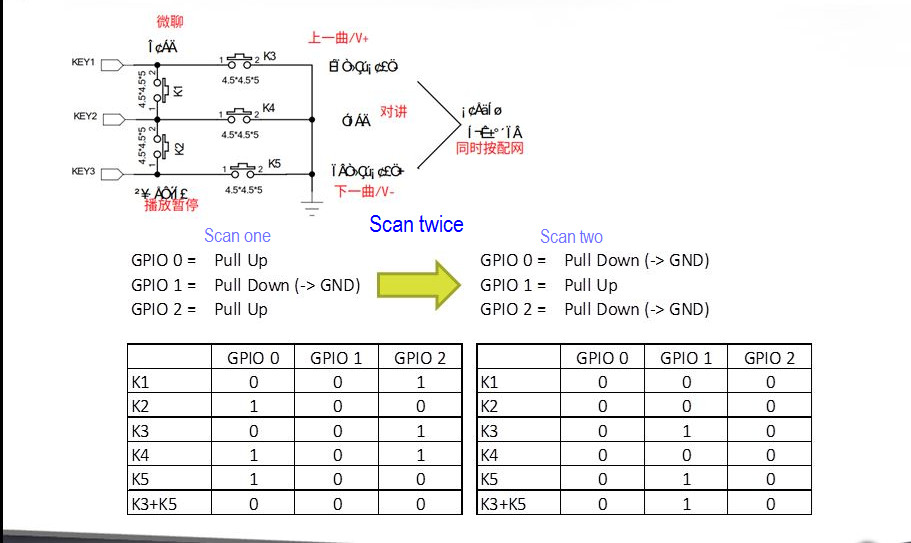 微聊
Î¢ÁÄ
上一曲/V+
KEY1
1 2 K3
4.5*4.5*5
ÉÏÒ»Çú¡¢£Ö
4.5*4.5*5
2
1
K1
KEY2
1 2 K4
4.5*4.5*5
对讲
4.5*4.5*5
2
1
K2
同时按配网
KEY3
1 2 K5
4.5*4.5*5
ÏÂÒ»Çú¡¢£Ö+
下一曲/V-
播放暂停
Scan twice
Scan one
GPIO 0 = Pull Up
GPIO 1 = Pull Down (-> GND)
GPIO 2 = Pull Up
Scan two
GPIO 0 = Pull Down (-> GND)
GPIO 1 = Pull Up
GPIO 2 = Pull Down (-> GND)
GPIO 0 GPIO 1 GPIO 2
K1 0 0 1
K2 1 0 0
K3 0 0 1
K4 1 0 1
K5 1 0 0
K3+K5 0 0 0
GPIO 0 GPIO 1 GPIO 2
K1 0 0 0
K2 0 0 0
K3 0 1 0
K4 0 0 0
K5 0 1 0
K3+K5 0 1 0